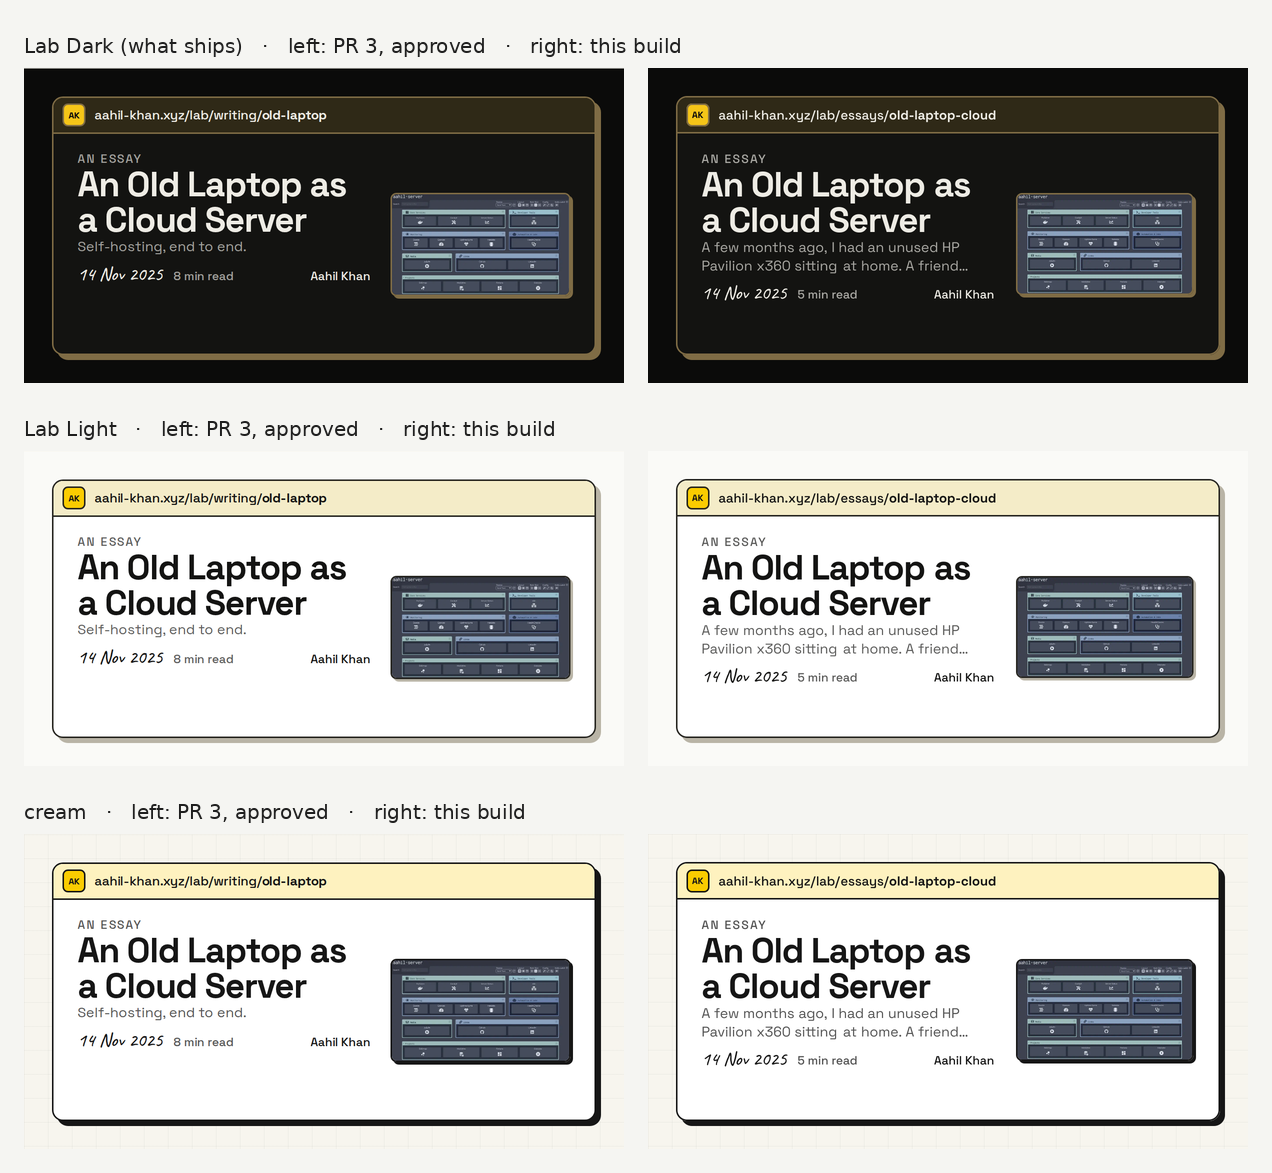 Lab Dark (what ships) · left: PR 3, approved · right: this build
AK aahil-khan.xyz/lab/writing/old-laptop
AN ESSAY
An Old Laptop as
a Cloud Server
Self-hosting, end to end.
14 Nov 2025 8 min read Aahil Khan
aahil-server
AK aahil-khan.xyz/lab/essays/old-laptop-cloud
AN ESSAY
An Old Laptop as
a Cloud Server
A few months ago, I had an unused HP
Pavilion x360 sitting at home. A friend…
14 Nov 2025 5 min read Aahil Khan
aahil-server
Lab Light · left: PR 3, approved · right: this build
AK aahil-khan.xyz/lab/writing/old-laptop
AN ESSAY
An Old Laptop as
a Cloud Server
Self-hosting, end to end.
14 Nov 2025 8 min read Aahil Khan
aahil-server
AK aahil-khan.xyz/lab/essays/old-laptop-cloud
AN ESSAY
An Old Laptop as
a Cloud Server
A few months ago, I had an unused HP
Pavilion x360 sitting at home. A friend…
14 Nov 2025 5 min read Aahil Khan
aahil-server
cream · left: PR 3, approved · right: this build
AK aahil-khan.xyz/lab/writing/old-laptop
AN ESSAY
An Old Laptop as
a Cloud Server
Self-hosting, end to end.
14 Nov 2025 8 min read Aahil Khan
aahil-server
AK aahil-khan.xyz/lab/essays/old-laptop-cloud
AN ESSAY
An Old Laptop as
a Cloud Server
A few months ago, I had an unused HP
Pavilion x360 sitting at home. A friend…
14 Nov 2025 5 min read Aahil Khan
aahil-server